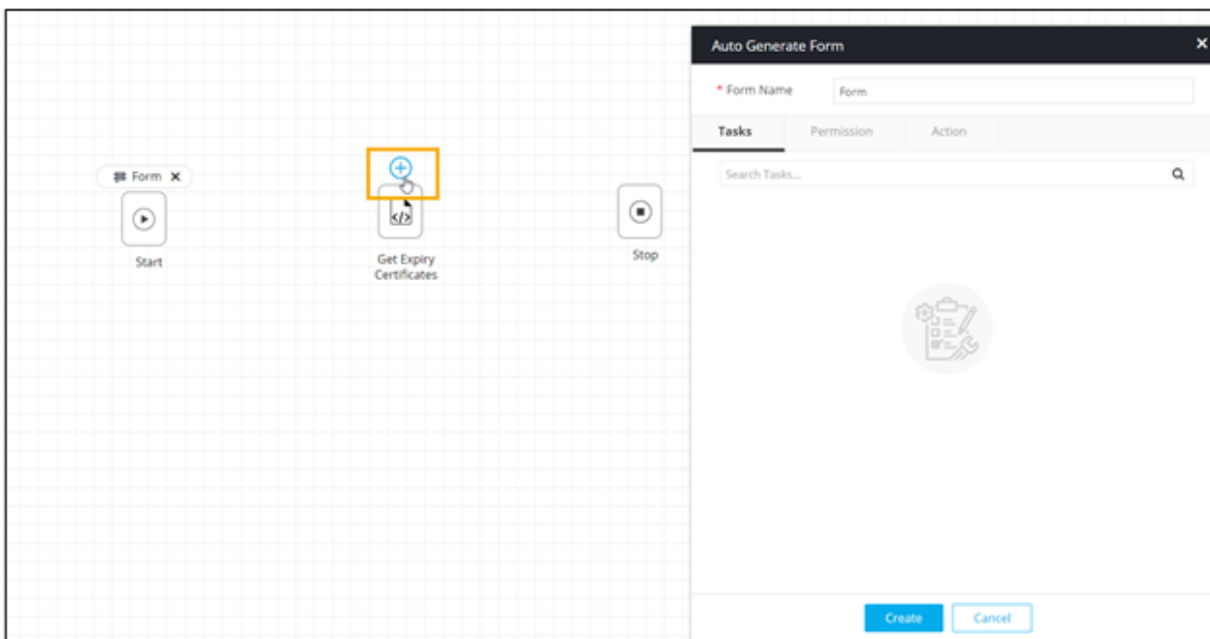 Auto Generate Form
* Form Name
Form
Tasks
Permission
Action
Search Tasks...
Form
Start
</>
Get Expiry
Certificates
Stop
Create
Cancel